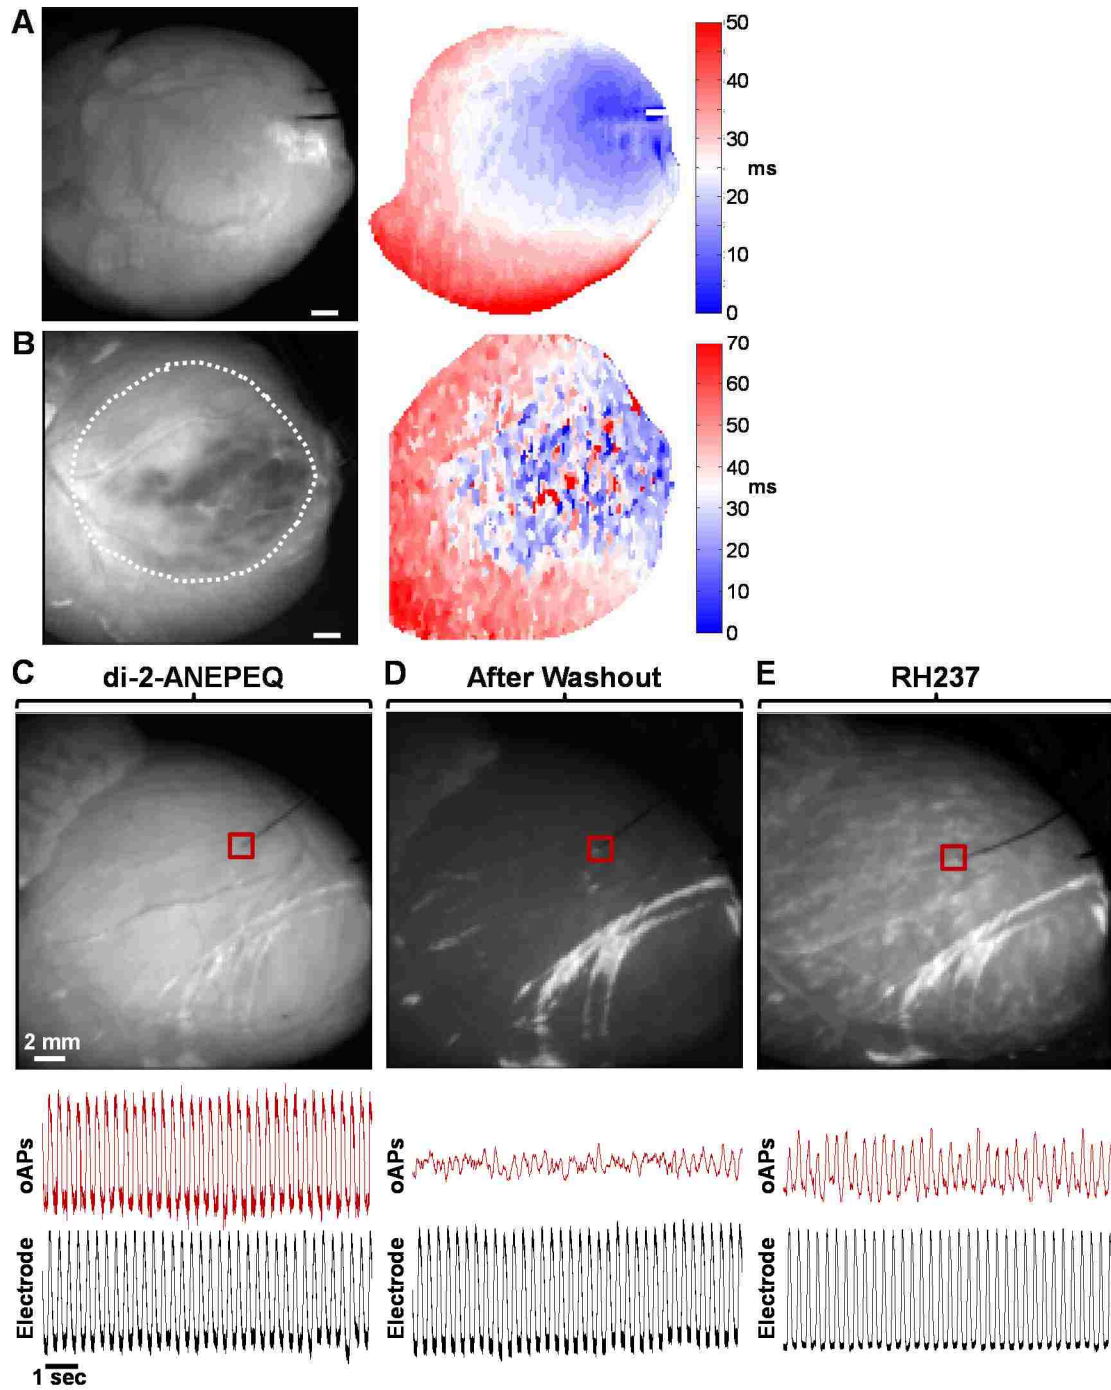 A
50
40
30
ms
20
10
0
B
70
60
50
40
ms
30
20
10
0
C di-2-ANEPEQ
D After Washout
E RH237
2 mm
oAPs
oAPs
oAPs
Electrode
Electrode
Electrode
1 sec